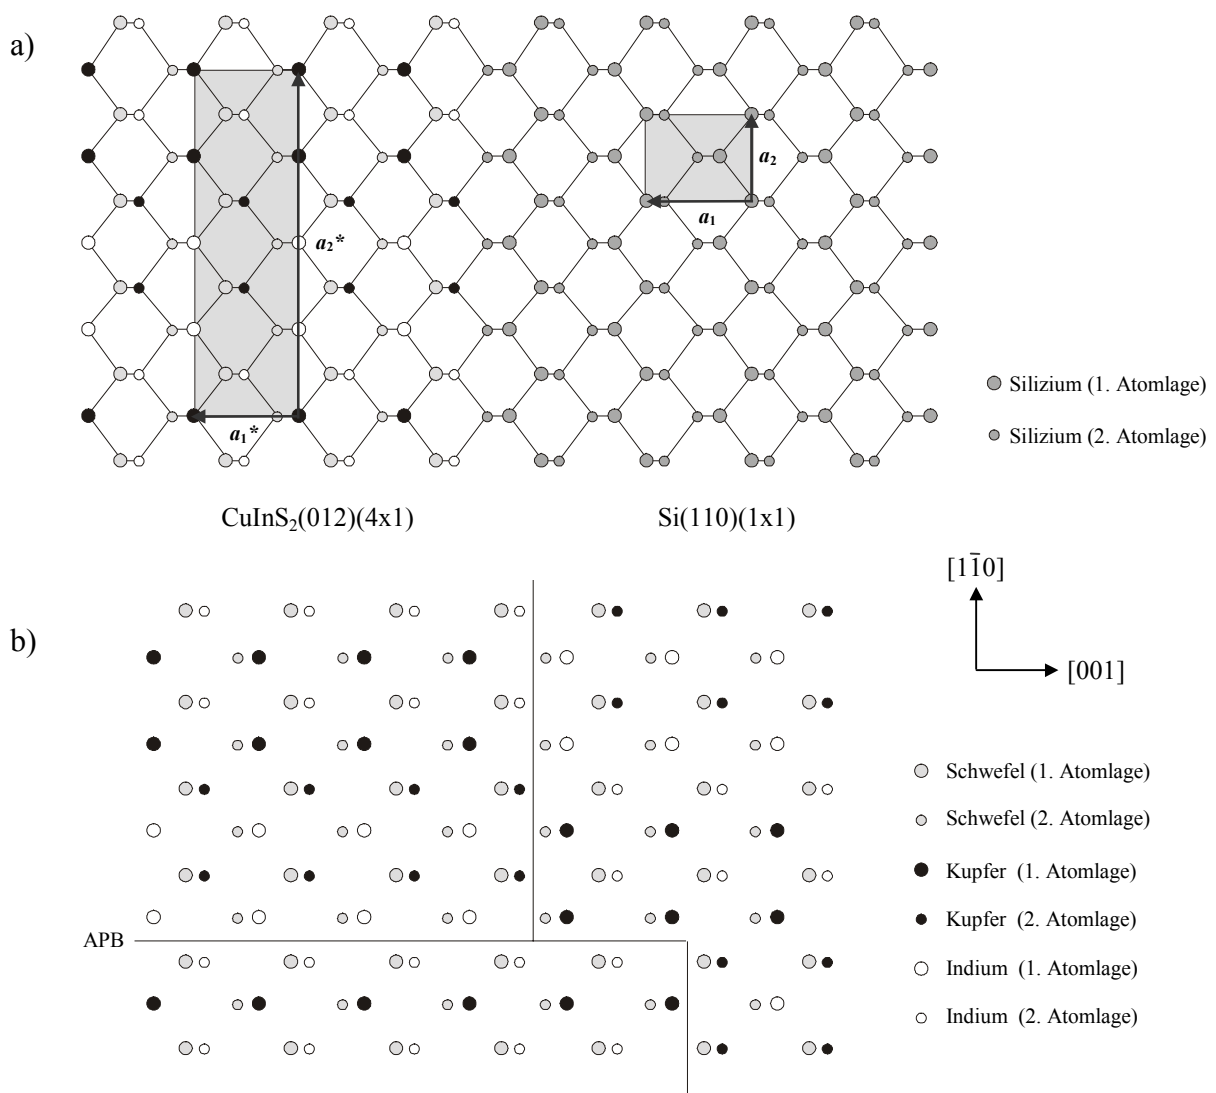 a)
a₂*
a₁*
a₂
a₁
Silizium (1. Atomlage)
Silizium (2. Atomlage)
CuInS₂(012)(4x1)
Si(110)(1x1)
[11̄0]
[001]
b)
APB
Schwefel (1. Atomlage)
Schwefel (2. Atomlage)
Kupfer (1. Atomlage)
Kupfer (2. Atomlage)
Indium (1. Atomlage)
Indium (2. Atomlage)